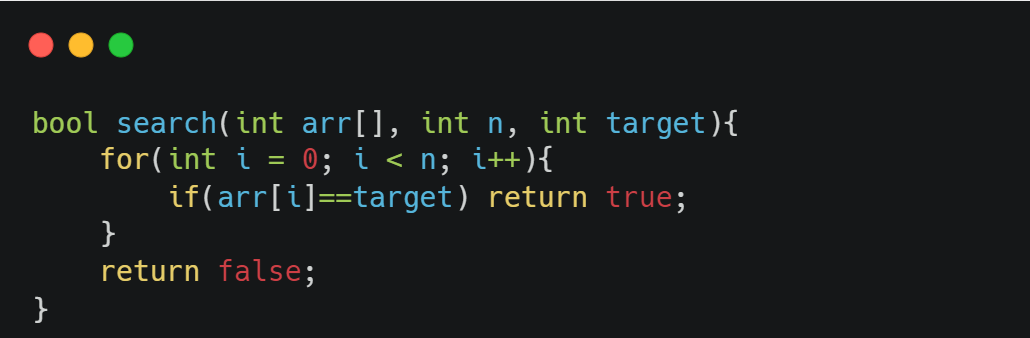 bool search(int arr[], int n, int target){
    for(int i = 0; i < n; i++){
        if(arr[i]==target) return true;
    }
    return false;
}